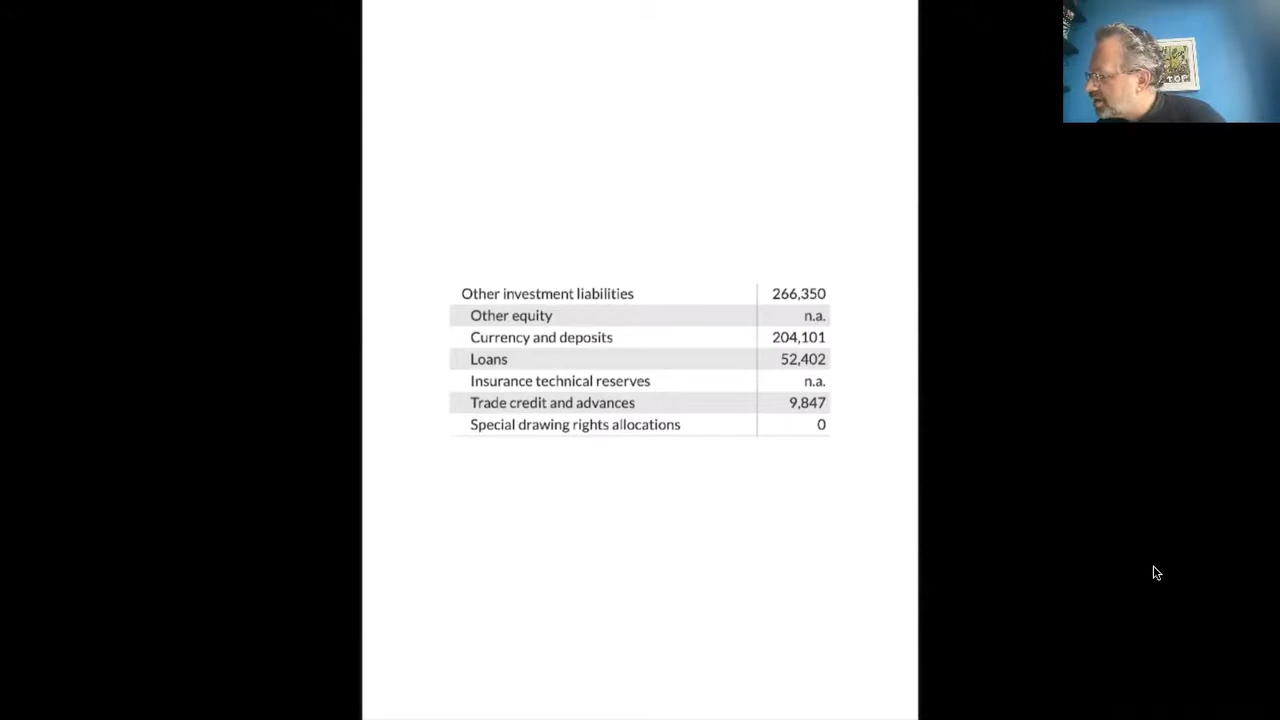 Other investment liabilities 266,350
Other equity n.a.
Currency and deposits 204,101
Loans 52,402
Insurance technical reserves n.a.
Trade credit and advances 9,847
Special drawing rights allocations 0
TOP